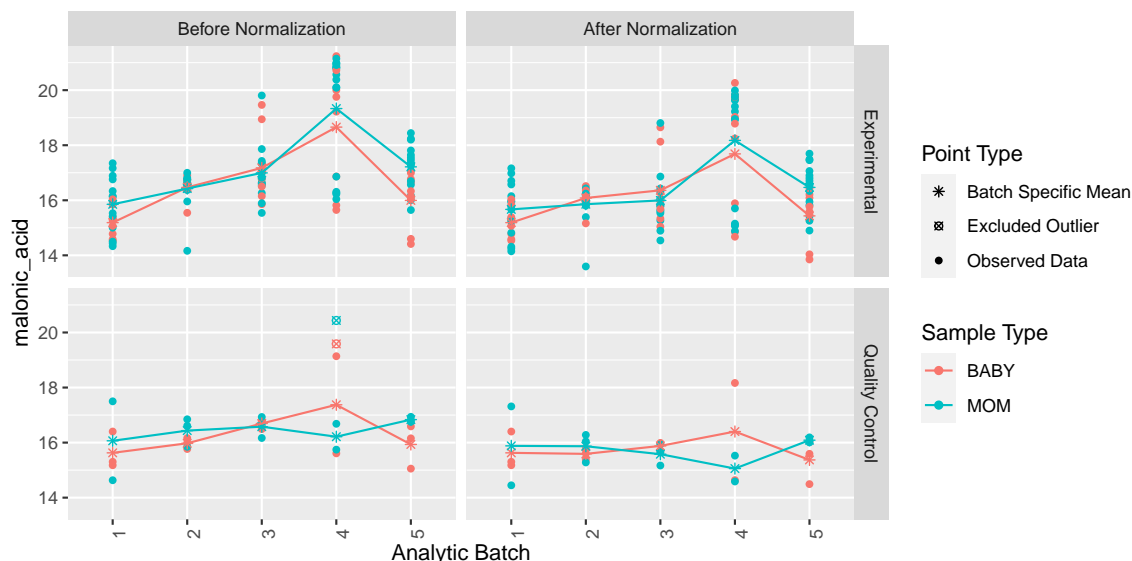 Before Normalization
After Normalization
Experimental
Quality Control
malonic_acid
20
18
16
14
20
18
16
14
1
2
3
4
5
1
2
3
4
5
Analytic Batch
Point Type
Batch Specific Mean
Excluded Outlier
Observed Data
Sample Type
BABY
MOM